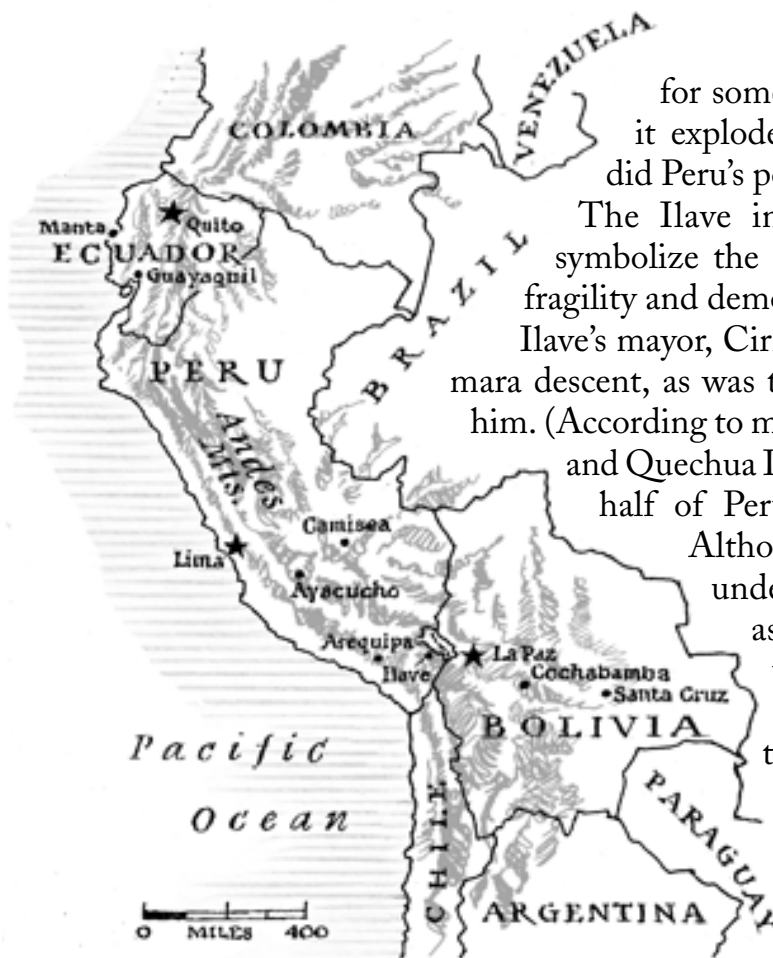 COLOMBIA
VENEZUELA
Manta
Quito
ECUADOR
Guayaquil
BRAZIL
PERU
Andes
Mts.
Camisea
Lima
Ayacucho
Arequipa
Ilave
La Paz
Cochabamba
Santa Cruz
BOLIVIA
Pacific
Ocean
CHILE
PARAGUAY
ARGENTINA
0 MILES 400
for some
it explode
did Peru’s p
The Ilave in
symbolize the
fragility and demo
Ilave’s mayor, Cir
mara descent, as was t
him. (According to m
and Quechua I
half of Per
Altho
unde
as
t